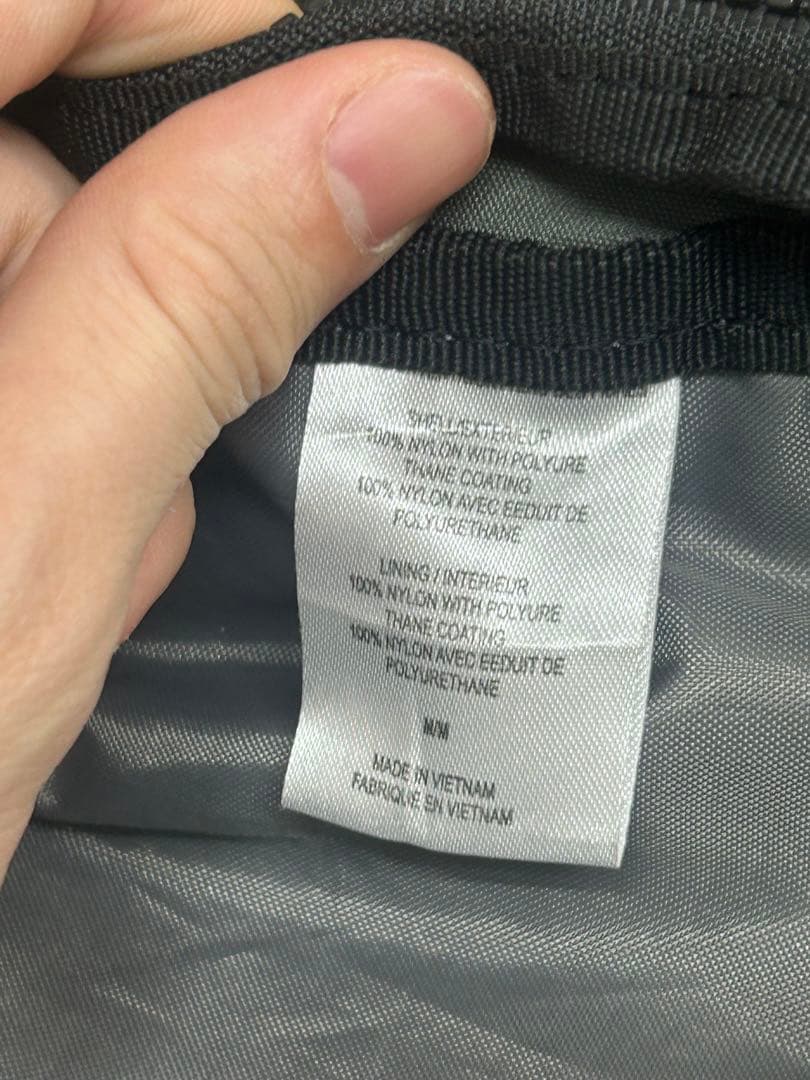 SHELL/EXTERIEUR
100% NYLON WITH POLYURE
THANE COATING
100% NYLON AVEC EEDUIT DE
POLYURETHANE
LINING / INTERIEUR
100% NYLON WITH POLYURE
THANE COATING
100% NYLON AVEC EEDUIT DE
POLYURETHANE
M/M
MADE IN VIETNAM
FABRIQUE EN VIETNAM